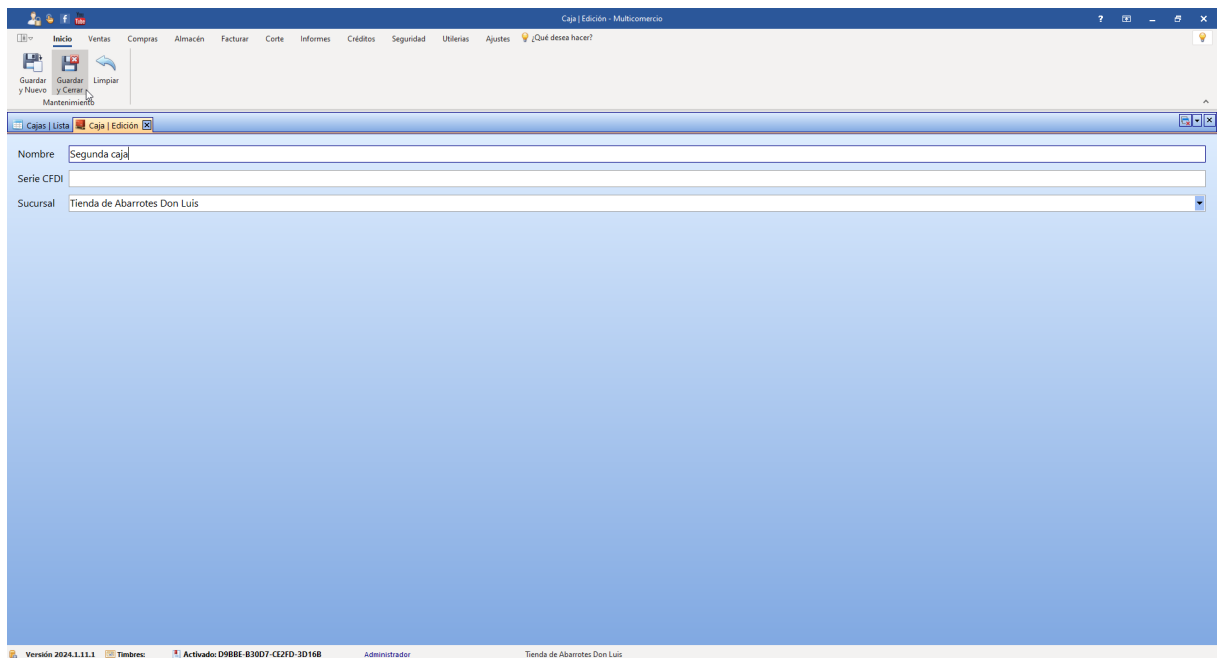 Caja | Edición - Multicomercio
Inicio Ventas Compras Almacén Facturar Corte Informes Créditos Seguridad Utilerias Ajustes ¿Qué desea hacer?
Guardar y Nuevo
Guardar y Cerrar
Limpiar
Mantenimiento
Cajas | Lista Caja | Edición
Nombre Segunda caja
Serie CFDI
Sucursal Tienda de Abarrotes Don Luis
Versión 2024.1.11.1 Timbres: Activado: D9BBE-B30D7-CE2FD-3D16B Administrador Tienda de Abarrotes Don Luis